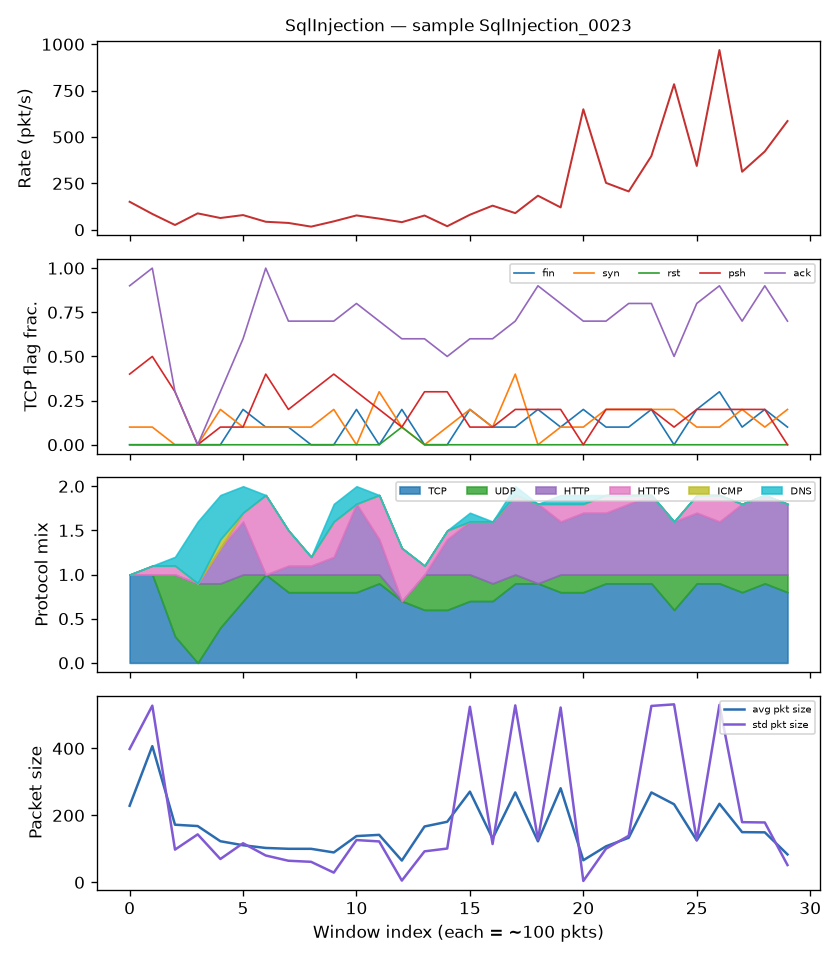 SqlInjection — sample SqlInjection_0023
1000
750
500
250
0
Rate (pkt/s)
1.00
0.75
0.50
0.25
0.00
TCP flag frac.
fin syn rst psh ack
2.0
1.5
1.0
0.5
0.0
Protocol mix
TCP UDP HTTP HTTPS ICMP DNS
400
200
0
Packet size
avg pkt size
std pkt size
0 5 10 15 20 25 30
Window index (each = ~100 pkts)